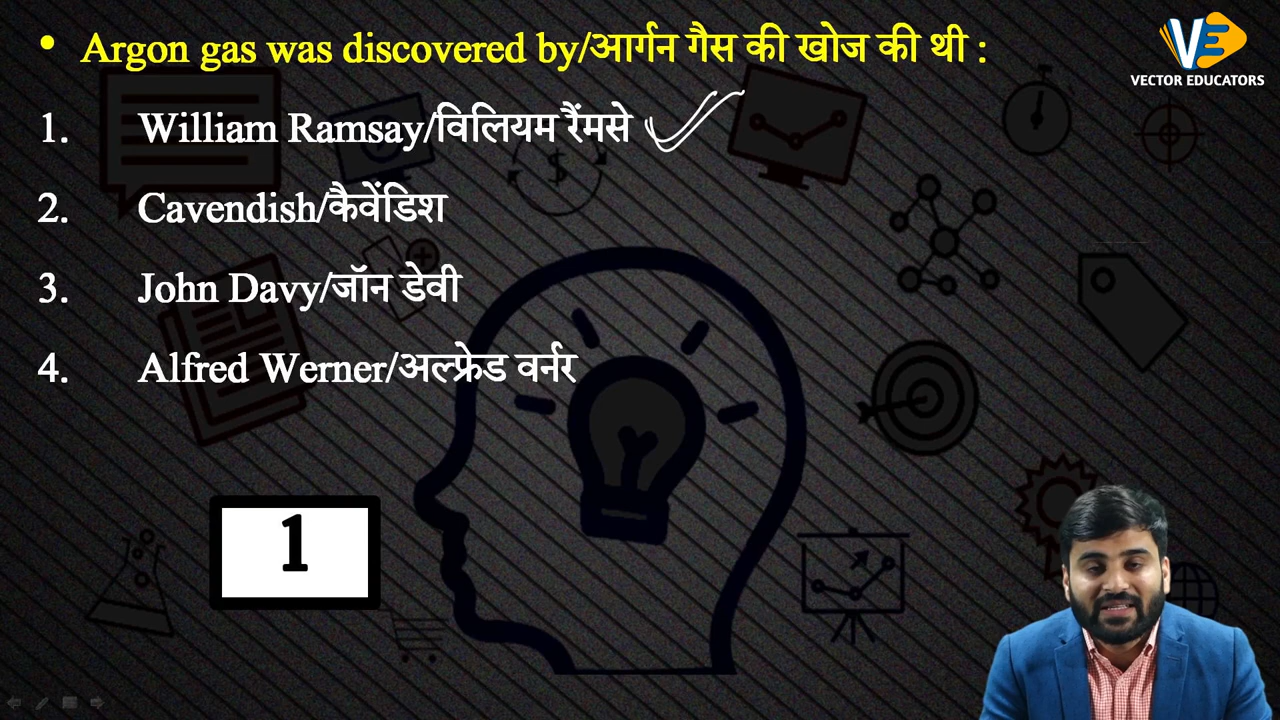 • Argon gas was discovered by/आर्गन गैस की खोज की थी :
VE
VECTOR EDUCATORS
1. William Ramsay/विलियम रैंमसे
2. Cavendish/कैवेंडिश
3. John Davy/जॉन डेवी
4. Alfred Werner/अल्फ्रेड वर्नर
1